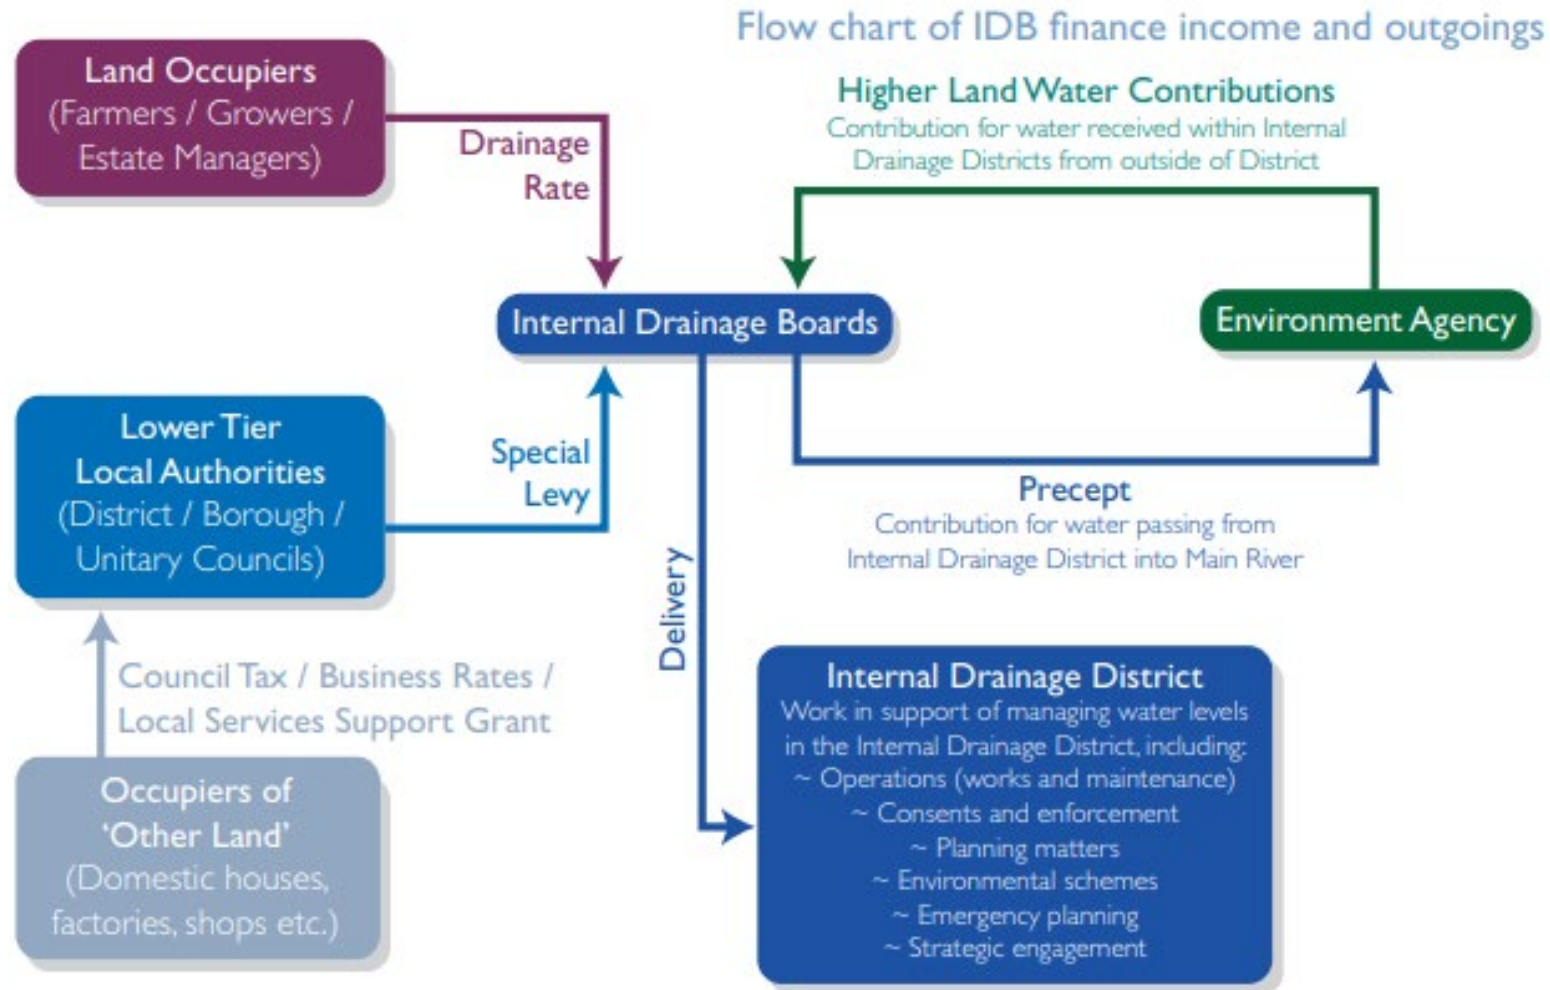 Flow chart of IDB finance income and outgoings
Land Occupiers
(Farmers / Growers /
Estate Managers)
Drainage
Rate
Higher Land Water Contributions
Contribution for water received within Internal
Drainage Districts from outside of District
Internal Drainage Boards
Environment Agency
Lower Tier
Local Authorities
(District / Borough /
Unitary Councils)
Special
Levy
Precept
Contribution for water passing from
Internal Drainage District into Main River
Delivery
Council Tax / Business Rates /
Local Services Support Grant
Occupiers of
‘Other Land’
(Domestic houses,
factories, shops etc.)
Internal Drainage District
Work in support of managing water levels
in the Internal Drainage District, including:
~ Operations (works and maintenance)
~ Consents and enforcement
~ Planning matters
~ Environmental schemes
~ Emergency planning
~ Strategic engagement